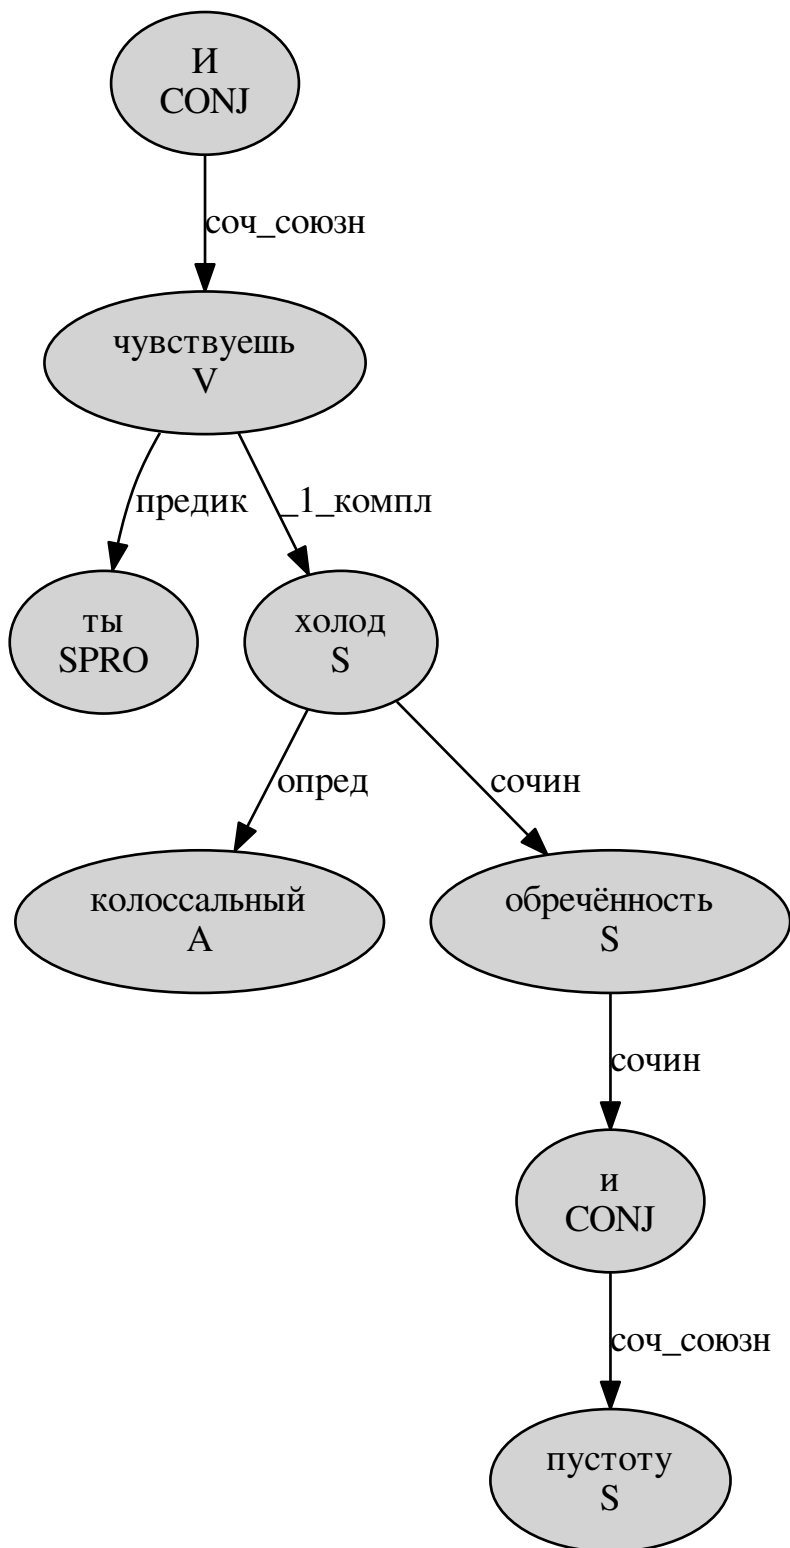 И
CONJ
соч_союзн
чувствуешь
V
предик
_1_компл
ты
SPRO
холод
S
опред
сочин
колоссальный
A
обречённость
S
сочин
и
CONJ
соч_союзн
пустоту
S